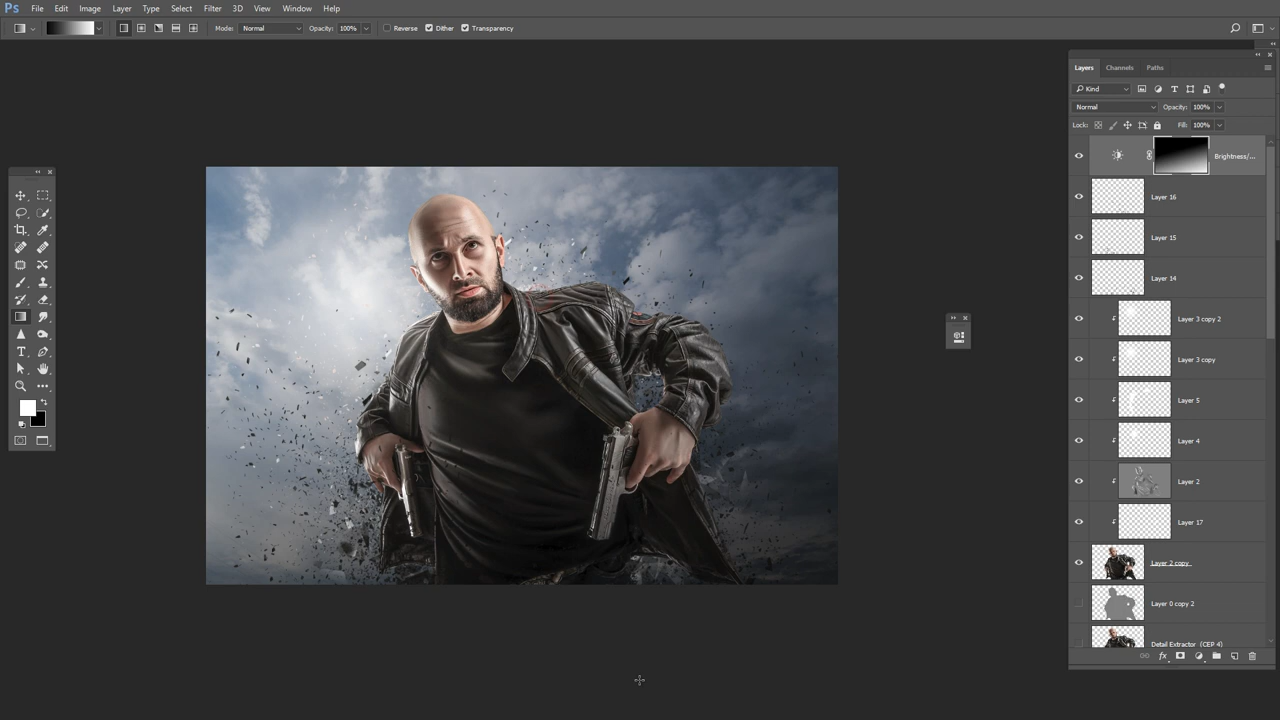 Ps File Edit Image Layer Type Select Filter 3D View Window Help
Mode: Normal Opacity: 100% Reverse Dither Transparency
Layers Channels Paths
Kind
Normal Opacity: 100%
Lock: Fill: 100%
Brightness/...
Layer 16
Layer 15
Layer 14
Layer 3 copy 2
Layer 3 copy
Layer 5
Layer 4
Layer 2
Layer 17
Layer 2 copy
Layer 0 copy 2
Detail Extractor (CEP 4)